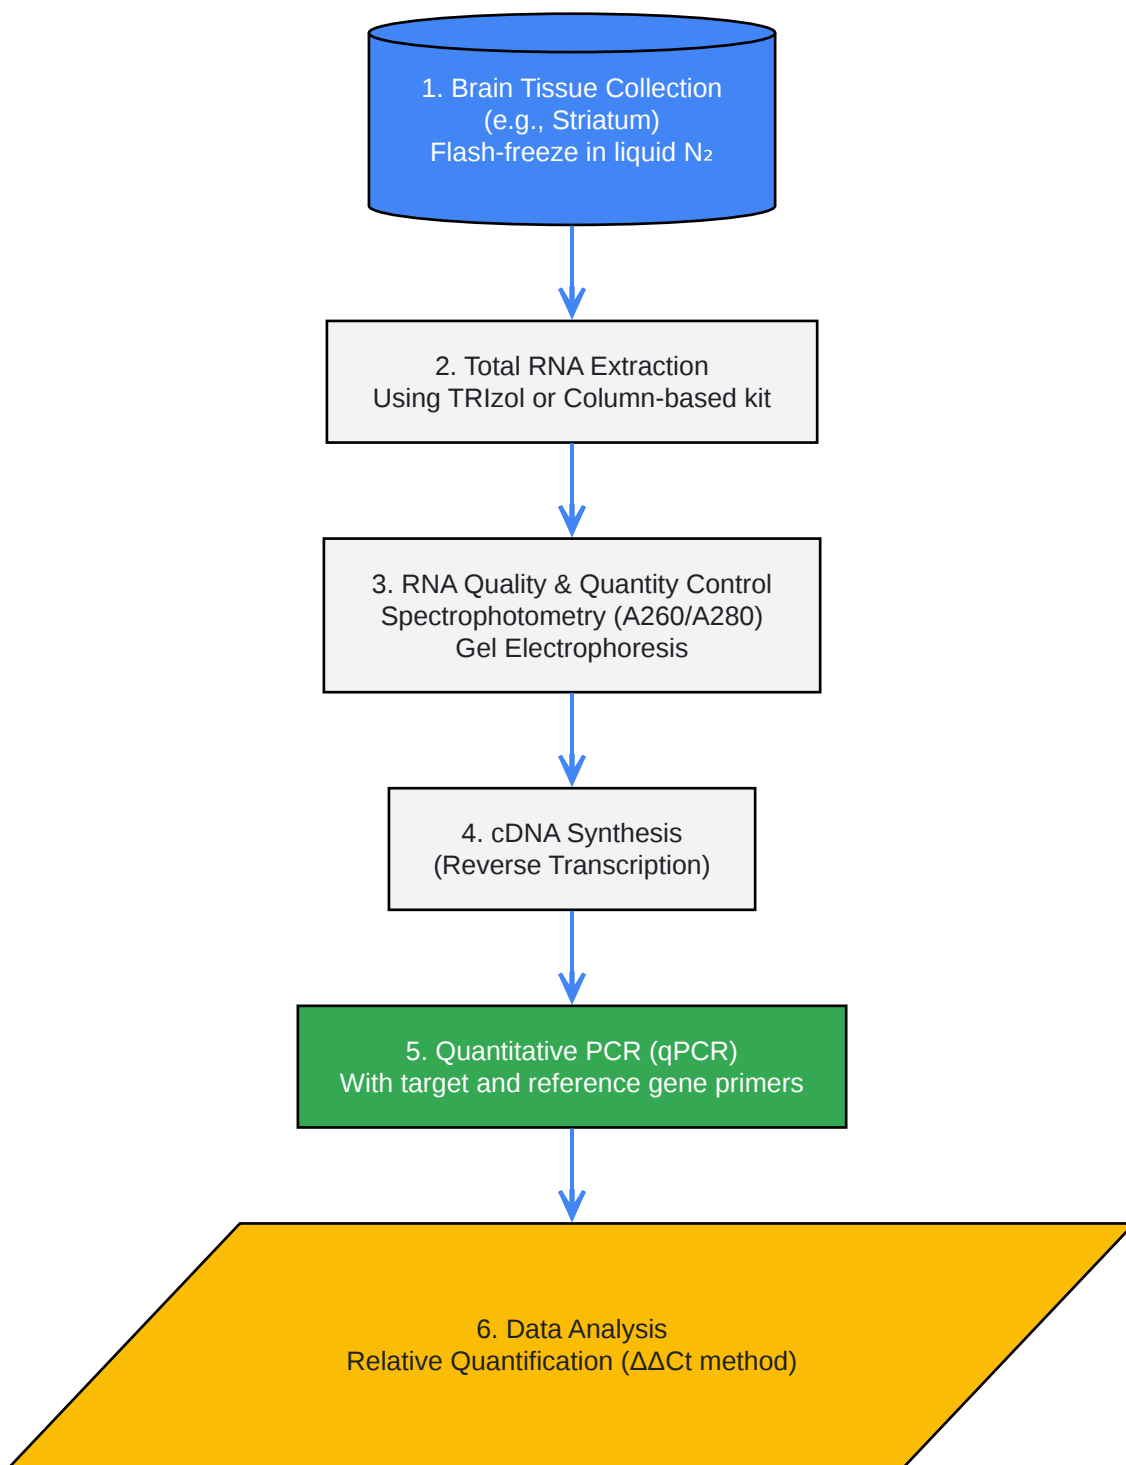 1. Brain Tissue Collection
(e.g., Striatum)
Flash-freeze in liquid N₂
2. Total RNA Extraction
Using TRIzol or Column-based kit
3. RNA Quality & Quantity Control
Spectrophotometry (A260/A280)
Gel Electrophoresis
4. cDNA Synthesis
(Reverse Transcription)
5. Quantitative PCR (qPCR)
With target and reference gene primers
6. Data Analysis
Relative Quantification (ΔΔCt method)